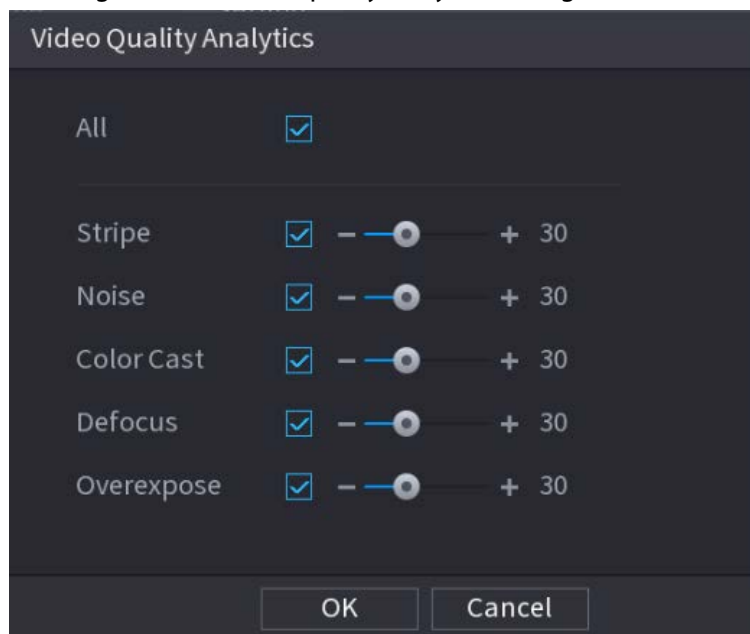 Video Quality Analytics
All
Stripe 30
Noise 30
Color Cast 30
Defocus 30
Overexpose 30
OK Cancel